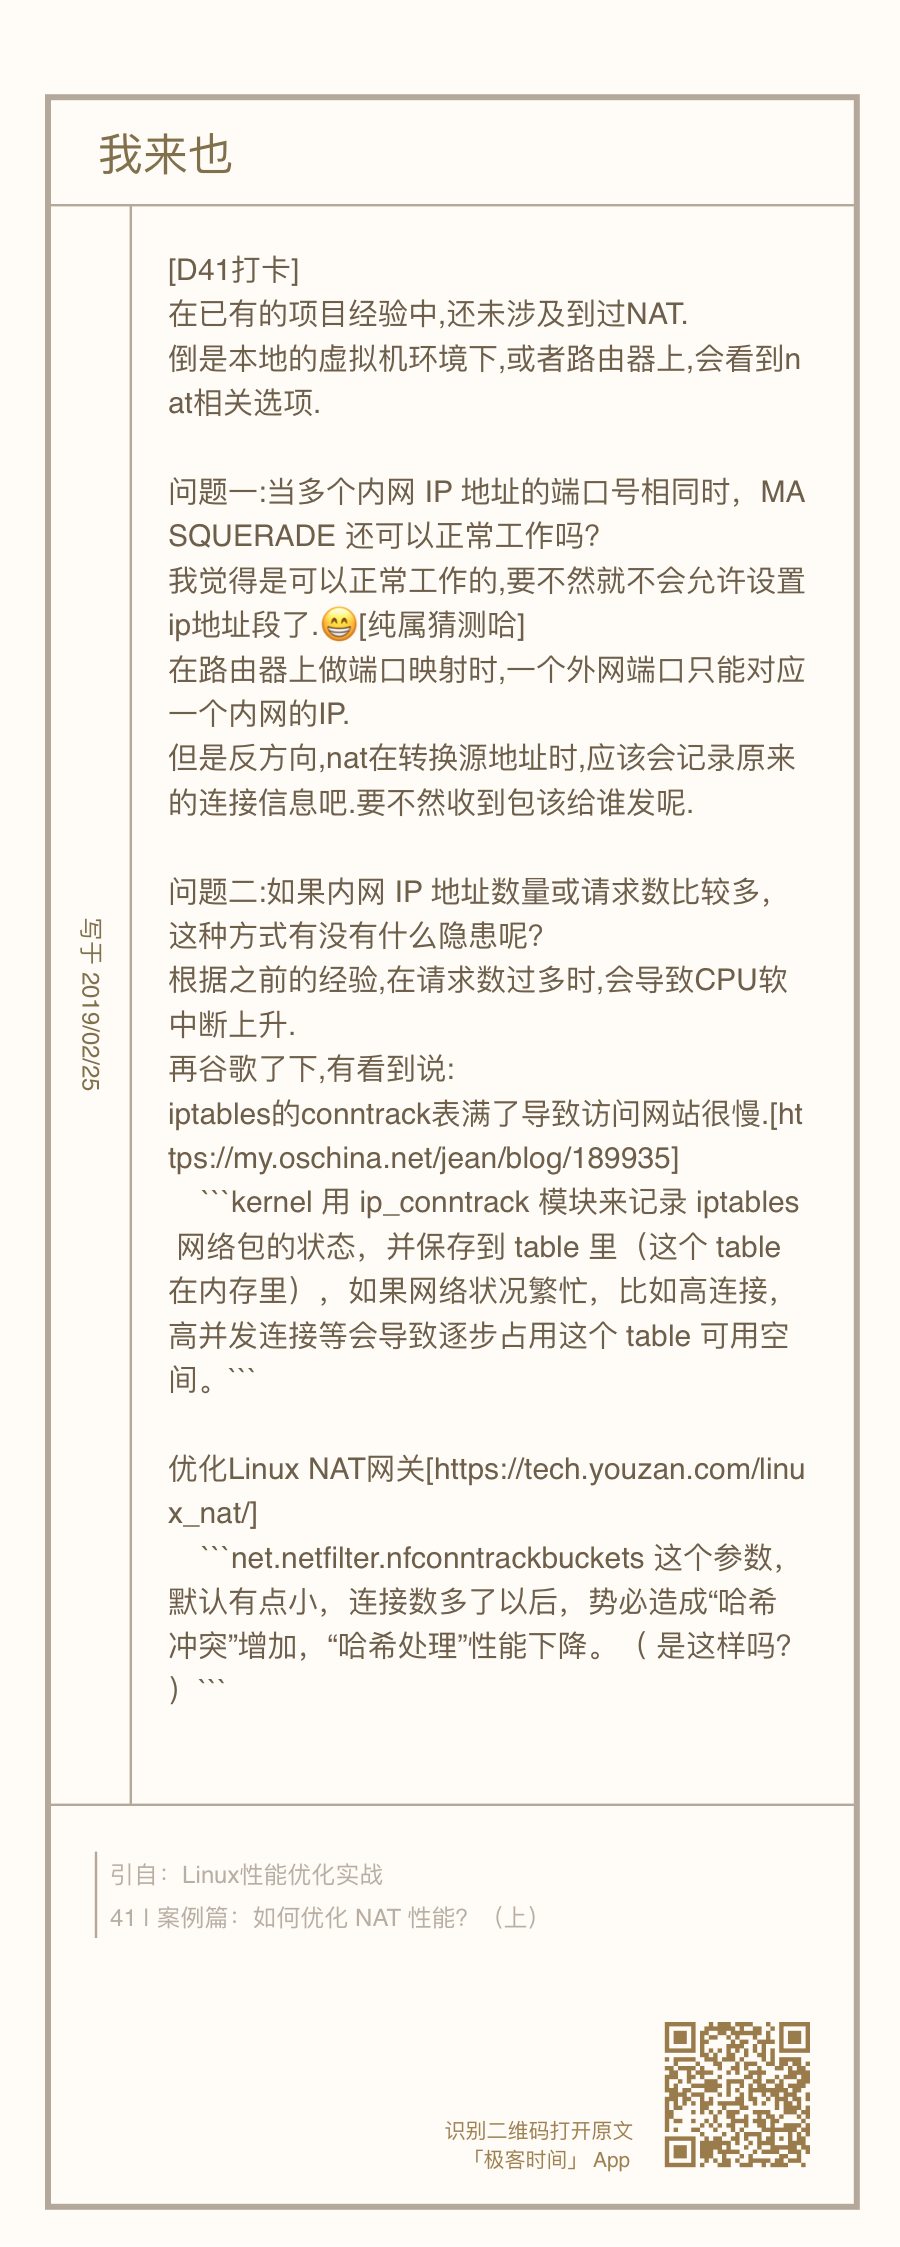 我来也
[D41打卡]
在已有的项目经验中,还未涉及到过NAT.
倒是本地的虚拟机环境下,或者路由器上,会看到n
at相关选项.
问题一:当多个内网 IP 地址的端口号相同时，MA
SQUERADE 还可以正常工作吗?
我觉得是可以正常工作的,要不然就不会允许设置
ip地址段了.😁[纯属猜测哈]
在路由器上做端口映射时,一个外网端口只能对应
一个内网的IP.
但是反方向,nat在转换源地址时,应该会记录原来
的连接信息吧.要不然收到包该给谁发呢.
写于 2019/02/25
问题二:如果内网 IP 地址数量或请求数比较多，
这种方式有没有什么隐患呢?
根据之前的经验,在请求数过多时,会导致CPU软
中断上升.
再谷歌了下,有看到说:
iptables的conntrack表满了导致访问网站很慢.[ht
tps://my.oschina.net/jean/blog/189935]
```kernel 用 ip_conntrack 模块来记录 iptables
网络包的状态，并保存到 table 里（这个 table
在内存里），如果网络状况繁忙，比如高连接，
高并发连接等会导致逐步占用这个 table 可用空
间。```
优化Linux NAT网关[https://tech.youzan.com/linu
x_nat/]
```net.netfilter.nfconntrackbuckets 这个参数，
默认有点小，连接数多了以后，势必造成“哈希
冲突”增加，“哈希处理”性能下降。（ 是这样吗?
）```
引自：Linux性能优化实战
41 | 案例篇：如何优化 NAT 性能？（上）
识别二维码打开原文
「极客时间」 App